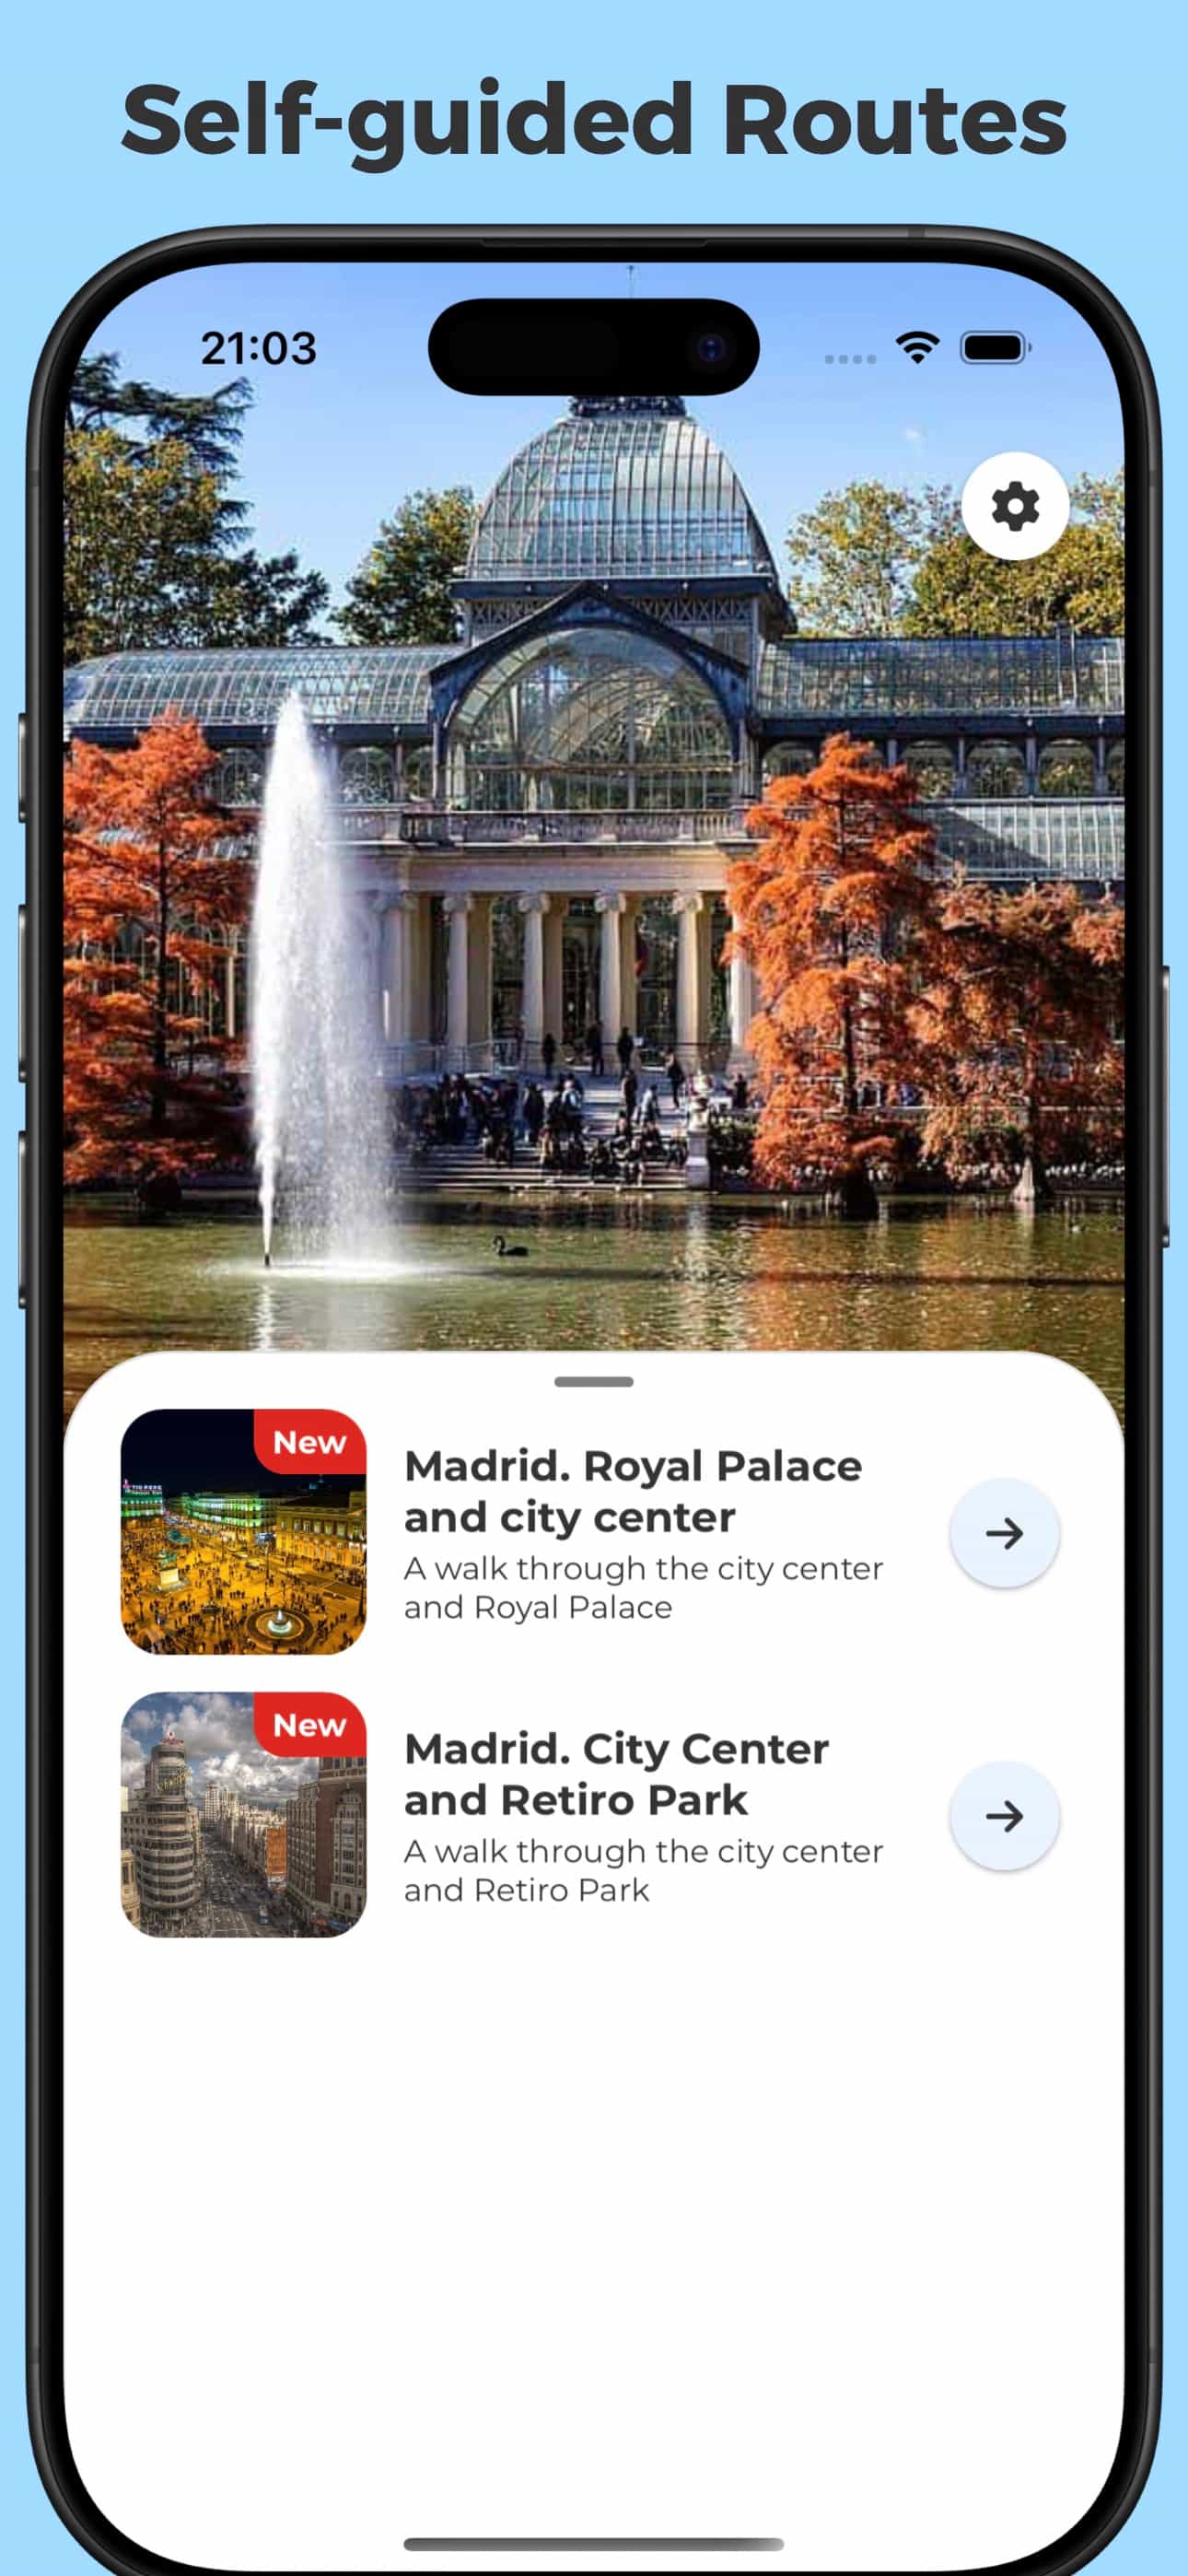 Self-guided Routes
21:03
New
Madrid. Royal Palace
and city center
A walk through the city center
and Royal Palace
New
Madrid. City Center
and Retiro Park
A walk through the city center
and Retiro Park